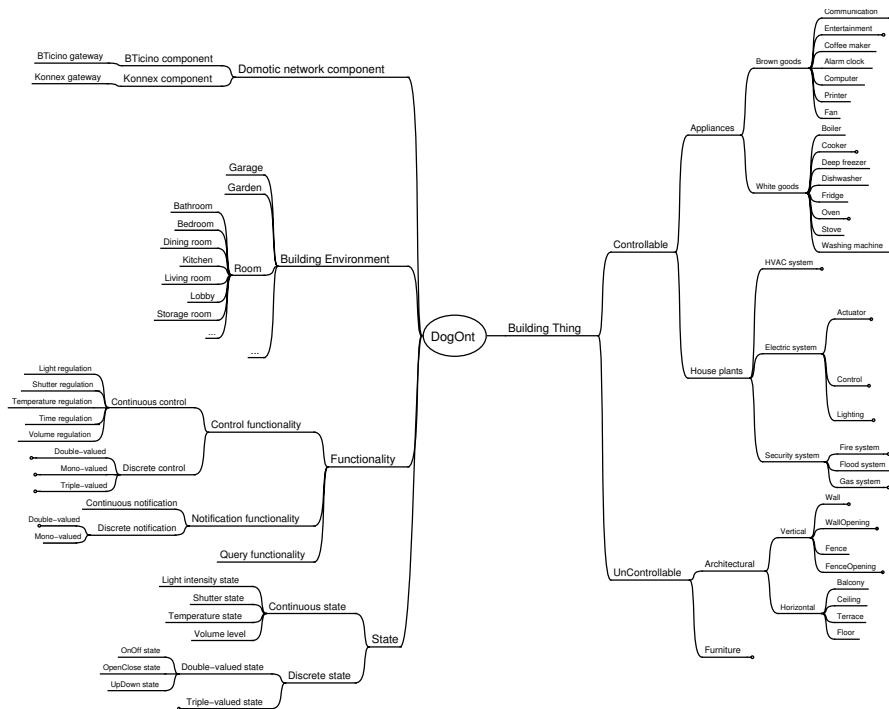 DogOnt
Domotic network component
BTicino component
BTicino gateway
Konnex component
Konnex gateway
Building Environment
Garage
Garden
Room
Bathroom
Bedroom
Dining room
Kitchen
Living room
Lobby
Storage room
...
...
Functionality
Control functionality
Continuous control
Light regulation
Shutter regulation
Temperature regulation
Time regulation
Volume regulation
Discrete control
Double-valued
Mono-valued
Triple-valued
Notification functionality
Continuous notification
Discrete notification
Double-valued
Mono-valued
Query functionality
State
Continuous state
Light intensity state
Shutter state
Temperature state
Volume level
Discrete state
Double-valued state
OnOff state
OpenClose state
UpDown state
Triple-valued state
Building Thing
Controllable
Appliances
Brown goods
Communication
Entertainment
Coffee maker
Alarm clock
Computer
Printer
Fan
White goods
Boiler
Cooker
Deep freezer
Dishwasher
Fridge
Oven
Stove
Washing machine
House plants
HVAC system
Electric system
Actuator
Control
Lighting
Security system
Fire system
Flood system
Gas system
UnControllable
Architectural
Vertical
Wall
WallOpening
Fence
FenceOpening
Horizontal
Balcony
Ceiling
Terrace
Floor
Furniture